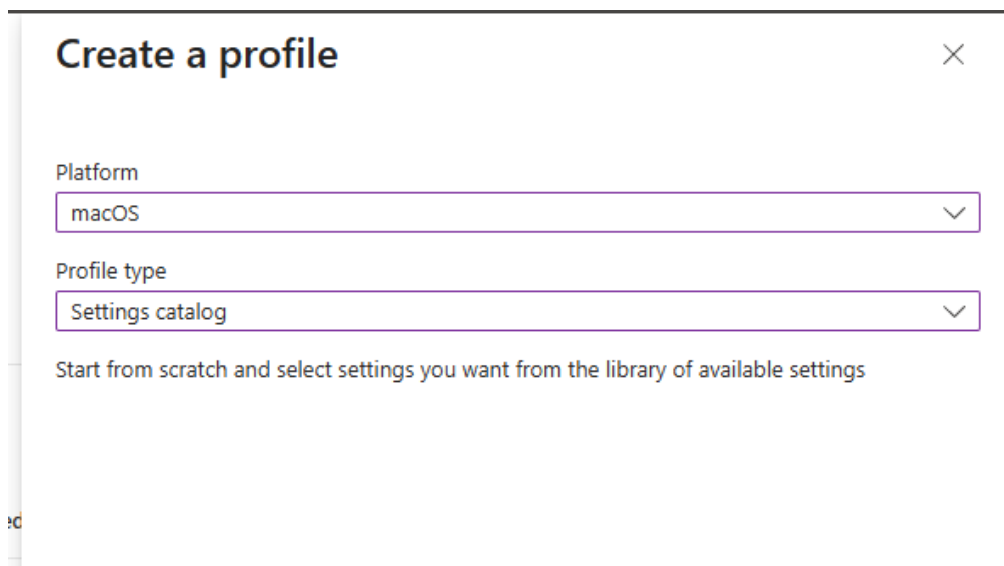 Create a profile
Platform
macOS
Profile type
Settings catalog
Start from scratch and select settings you want from the library of available settings
ed